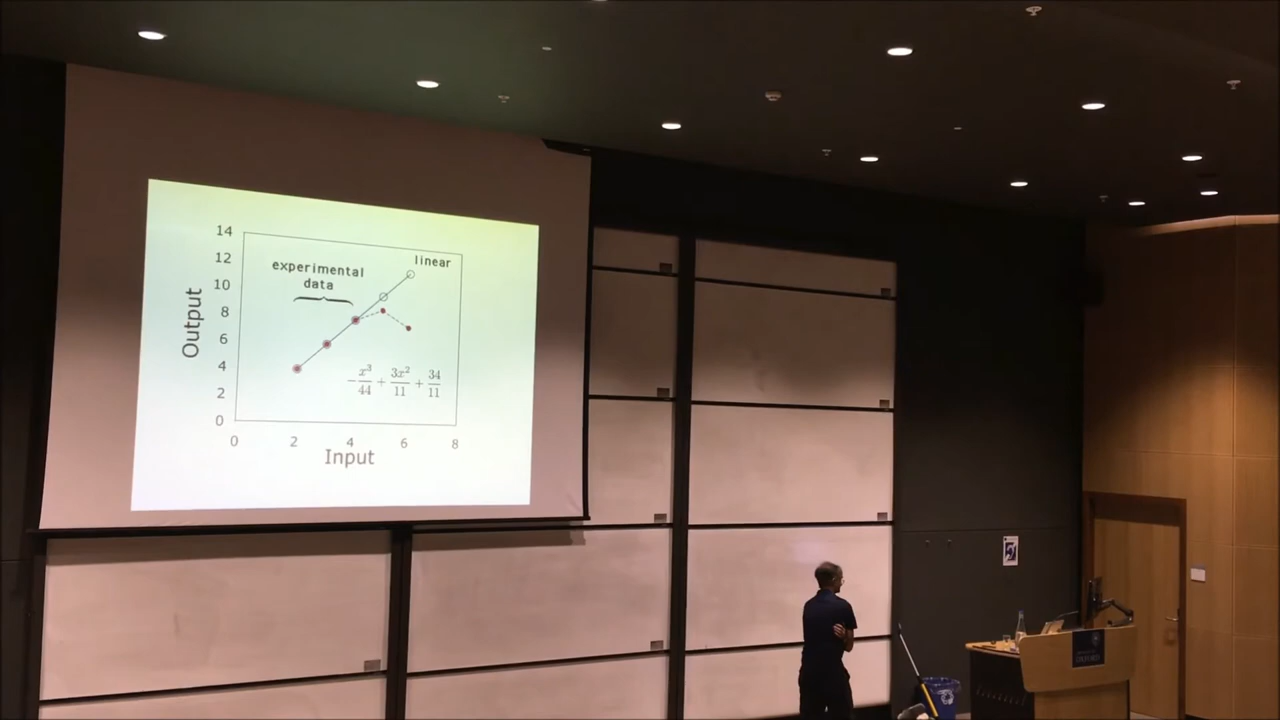 14
12
10
8
6
4
2
0
Output
experimental
data
linear
-x³/44 + 3x²/11 + 34/11
0 2 4 6 8
Input
OXFORD